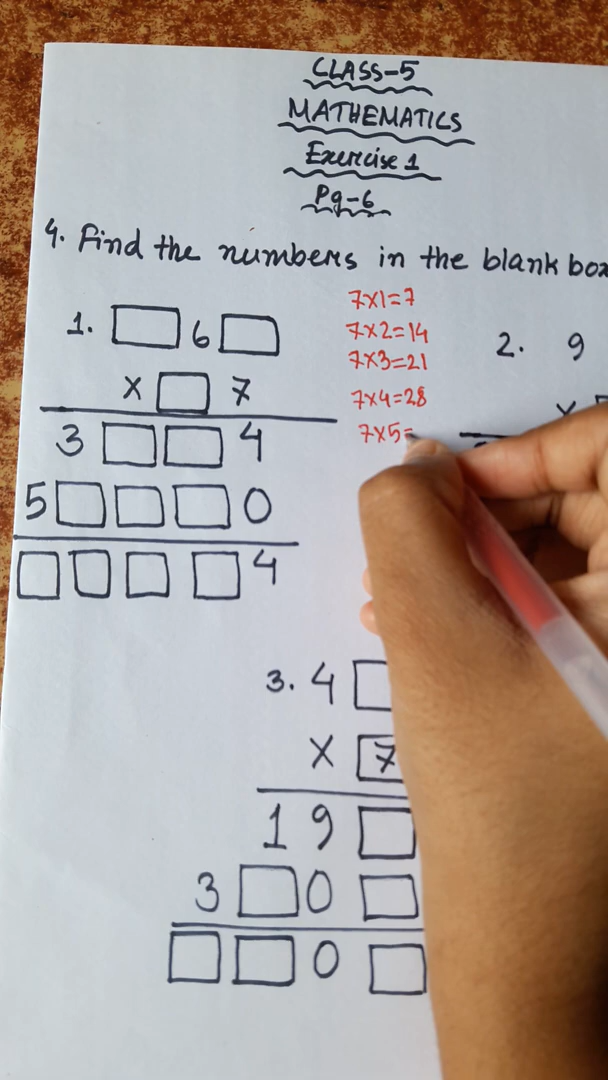 CLASS-5
MATHEMATICS
Exercise 1
Pg-6
4. Find the numbers in the blank box
1. □ 6 □
× □ 7
3 □ □ 4
5 □ □ □ 0
□ □ □ □ 4
7×1=7
7×2=14
7×3=21
7×4=28
7×5=
2. 9
×
3. 4 □
× 7
1 9 □
3 □ 0 □
□ □ 0 □